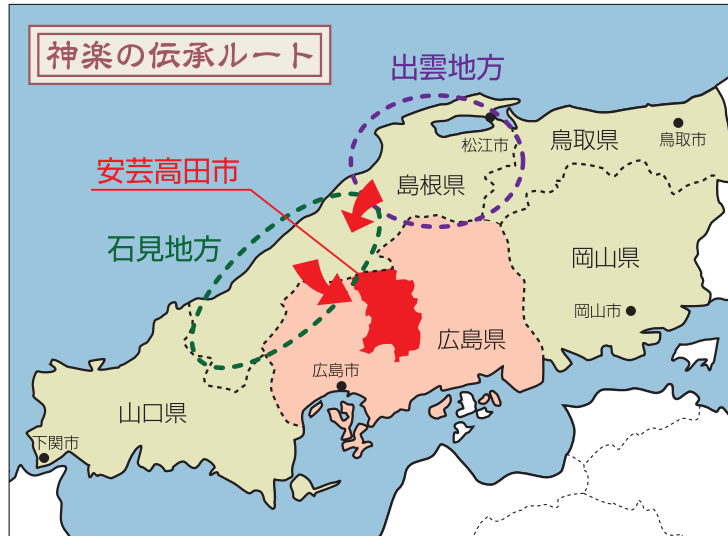 神楽の伝承ルート
出雲地方
鳥取県
鳥取市
松江市
安芸高田市
島根県
石見地方
岡山県
岡山市
広島県
広島市
山口県
下関市